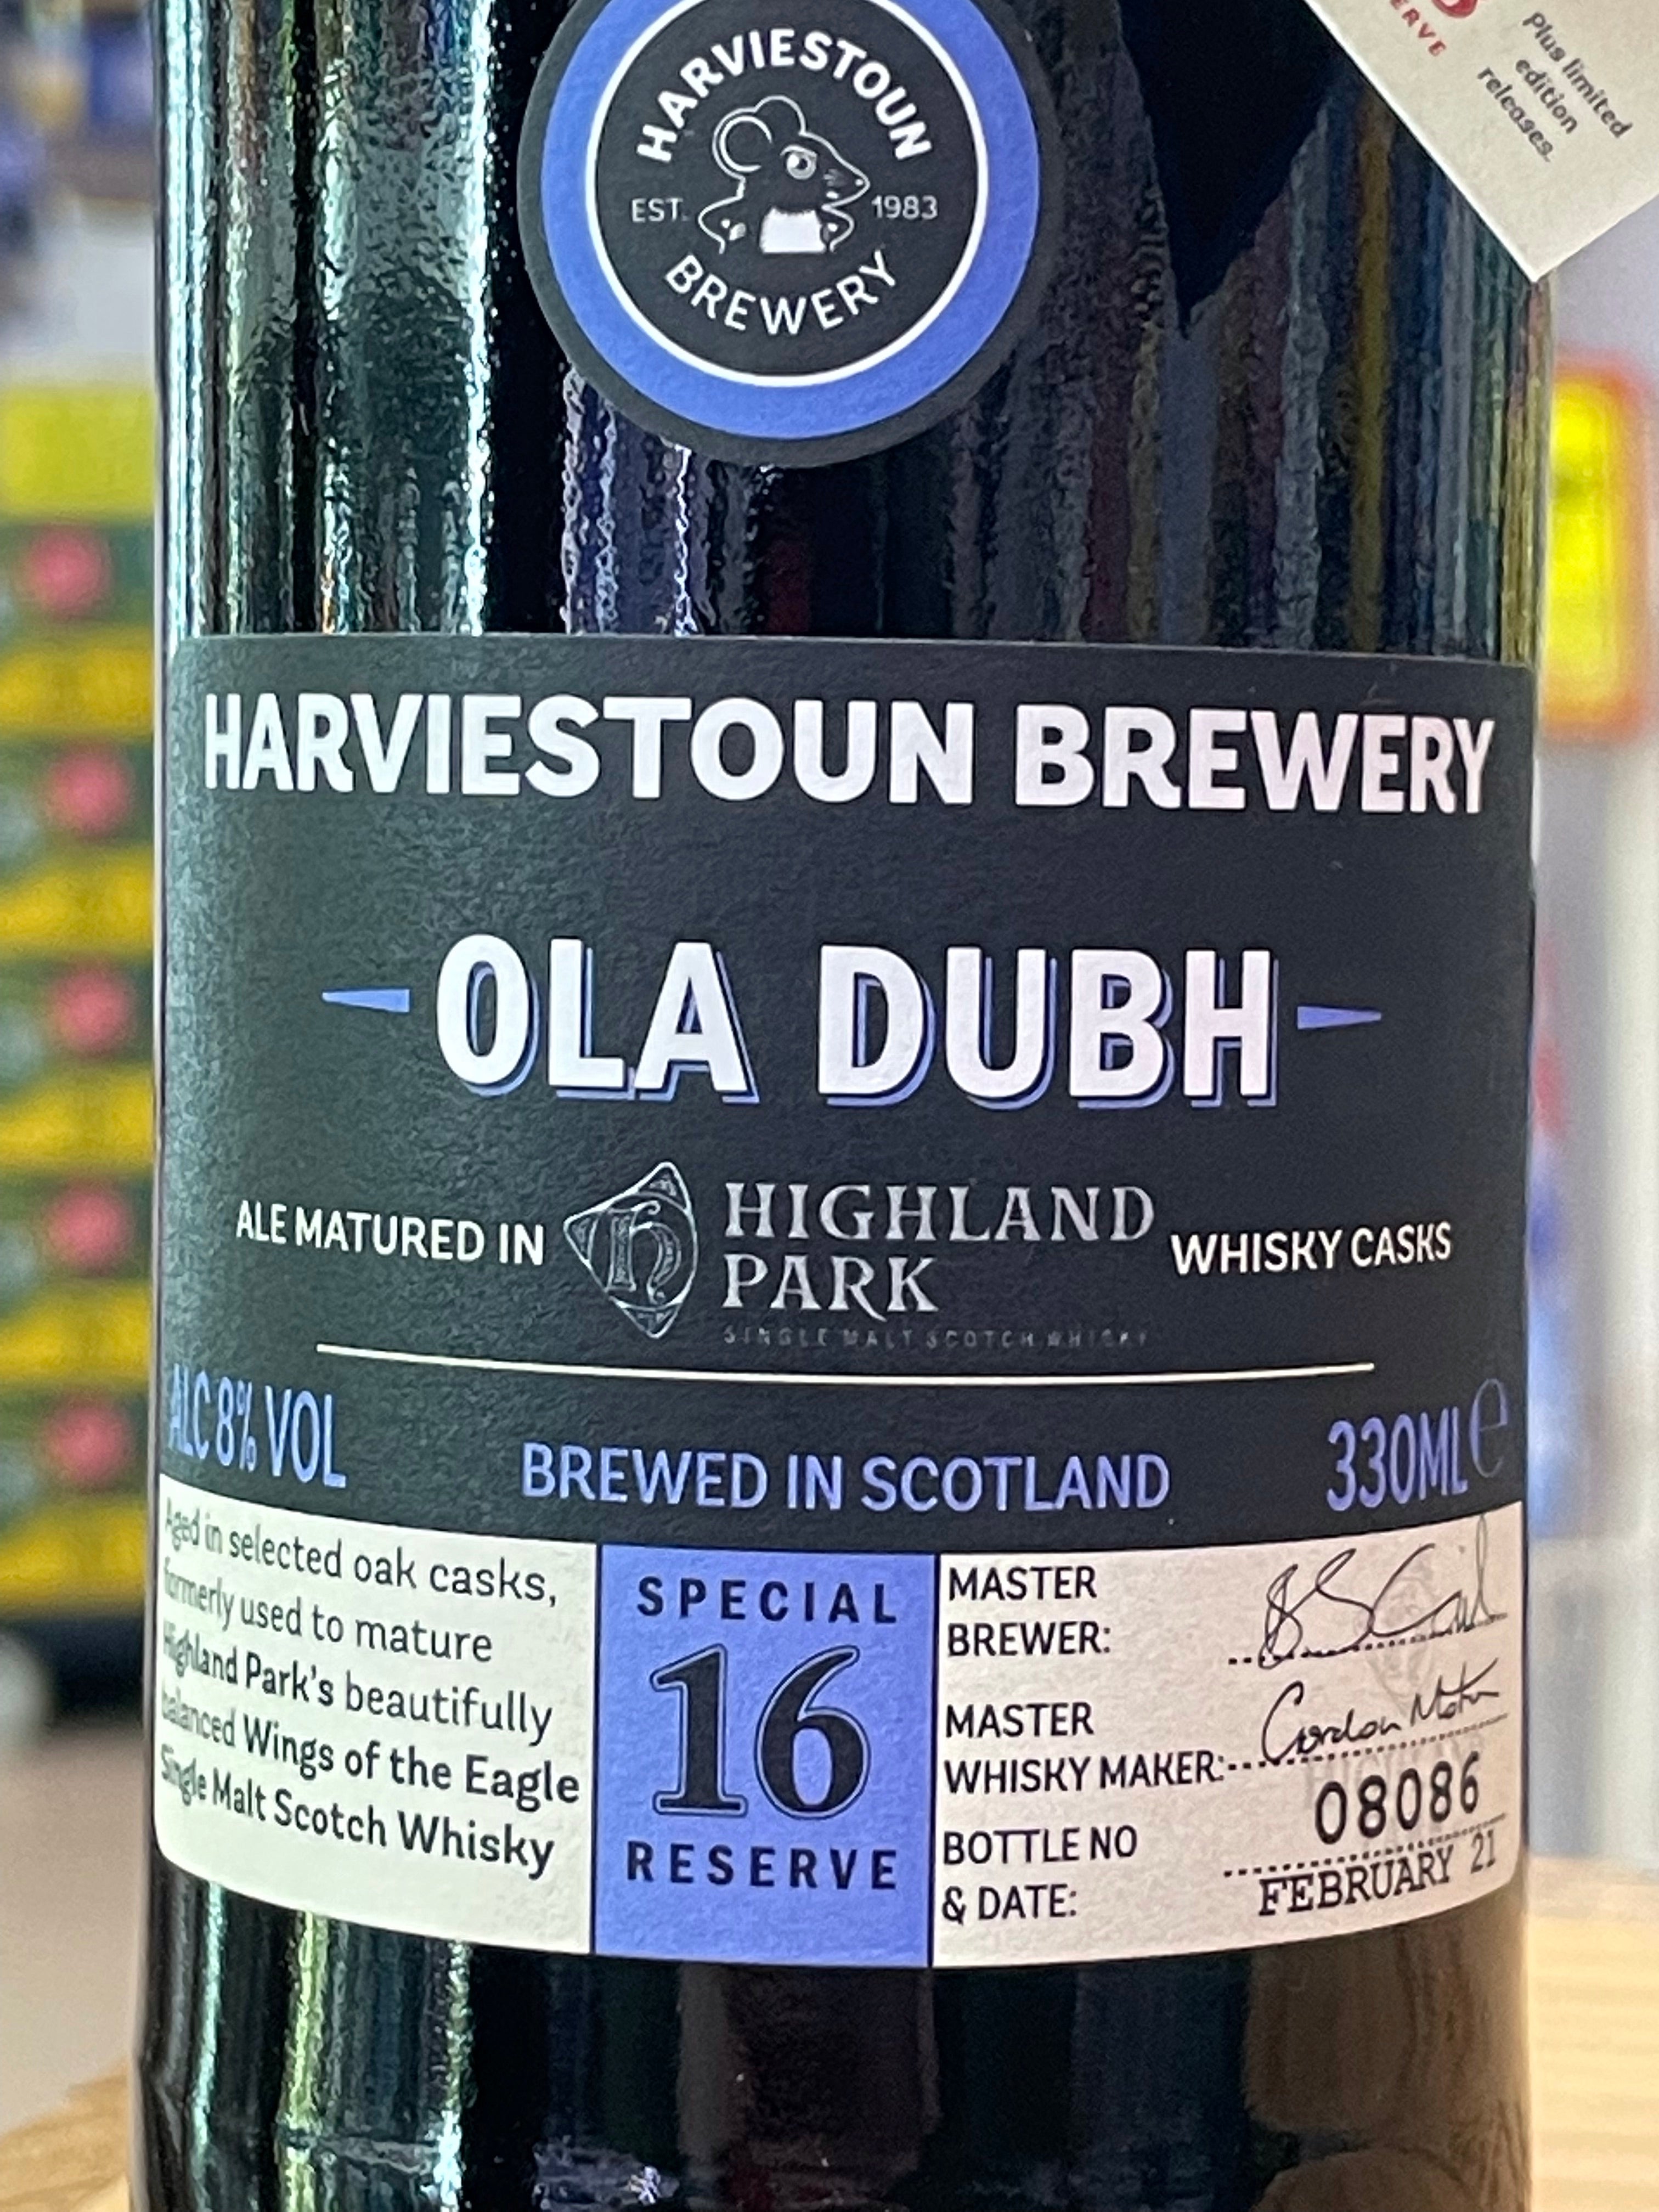 ERVE
Plus limited
edition
releases.
HARVIESTOUN
EST. 1983
BREWERY
HARVIESTOUN BREWERY
OLA DUBH
ALE MATURED IN HIGHLAND PARK WHISKY CASKS
SINGLE MALT SCOTCH WHISKY
ALC 8% VOL BREWED IN SCOTLAND 330ML e
Aged in selected oak casks,
formerly used to mature
Highland Park's beautifully
balanced Wings of the Eagle
Single Malt Scotch Whisky
SPECIAL
16
RESERVE
MASTER
BREWER:
MASTER
WHISKY MAKER: Gordon Motion
BOTTLE NO 08086
& DATE: FEBRUARY 21